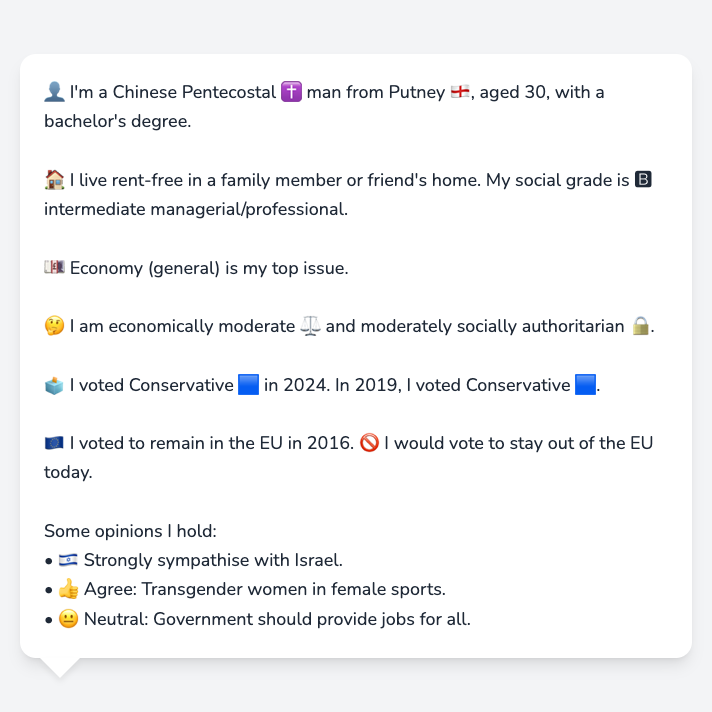 👤 I'm a Chinese Pentecostal ✝️ man from Putney 🏴󠁧󠁢󠁥󠁮󠁧󠁿, aged 30, with a
bachelor's degree.
🏠 I live rent-free in a family member or friend's home. My social grade is 🅱
intermediate managerial/professional.
💷 Economy (general) is my top issue.
🤔 I am economically moderate ⚖️ and moderately socially authoritarian 🔒.
🗳️ I voted Conservative 🟦 in 2024. In 2019, I voted Conservative 🟦.
🇪🇺 I voted to remain in the EU in 2016. 🚫 I would vote to stay out of the EU
today.
Some opinions I hold:
• 🇮🇱 Strongly sympathise with Israel.
• 👍 Agree: Transgender women in female sports.
• 😐 Neutral: Government should provide jobs for all.